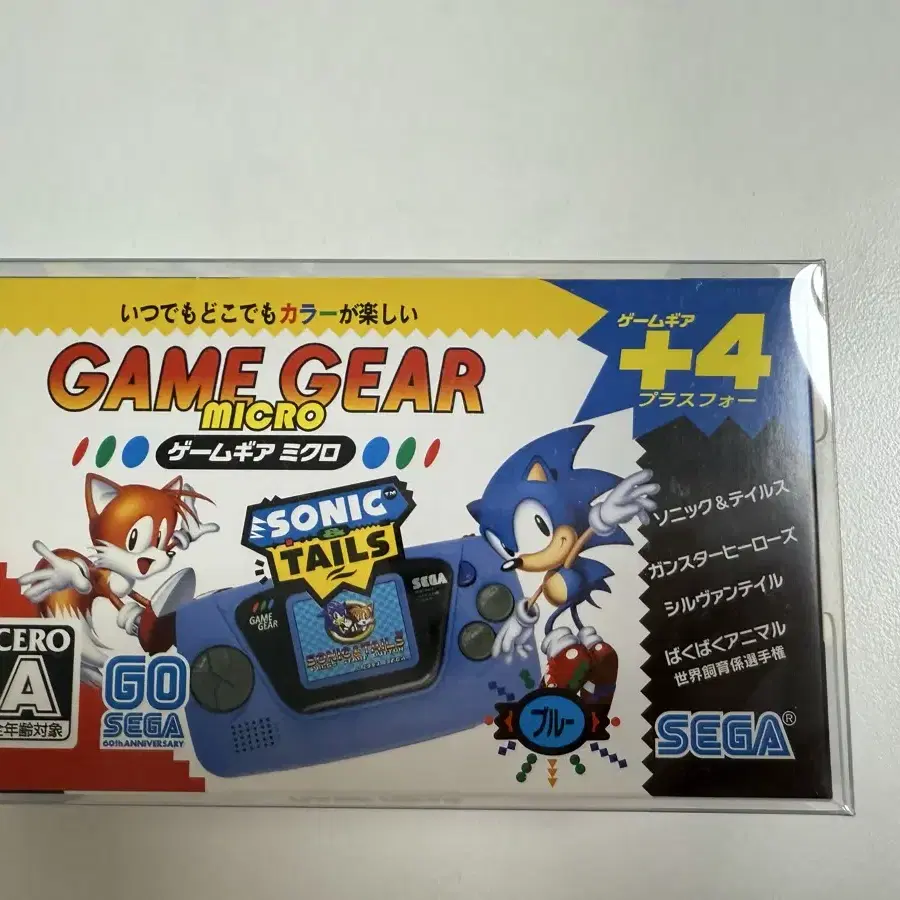 いつでもどこでもカラーが楽しい
GAME GEAR
MICRO
ゲームギア ミクロ
ゲームギア
+4
プラスフォー
SONIC™
&
TAILS
SEGA
GAME
GEAR
SONIC & TAILS
ソニック&テイルス
ガンスターヒーローズ
シルヴァンテイル
ぱくぱくアニマル
世界飼育係選手権
CERO
A
全年齢対象
GO
SEGA
60th ANNIVERSARY
ブルー
SEGA®